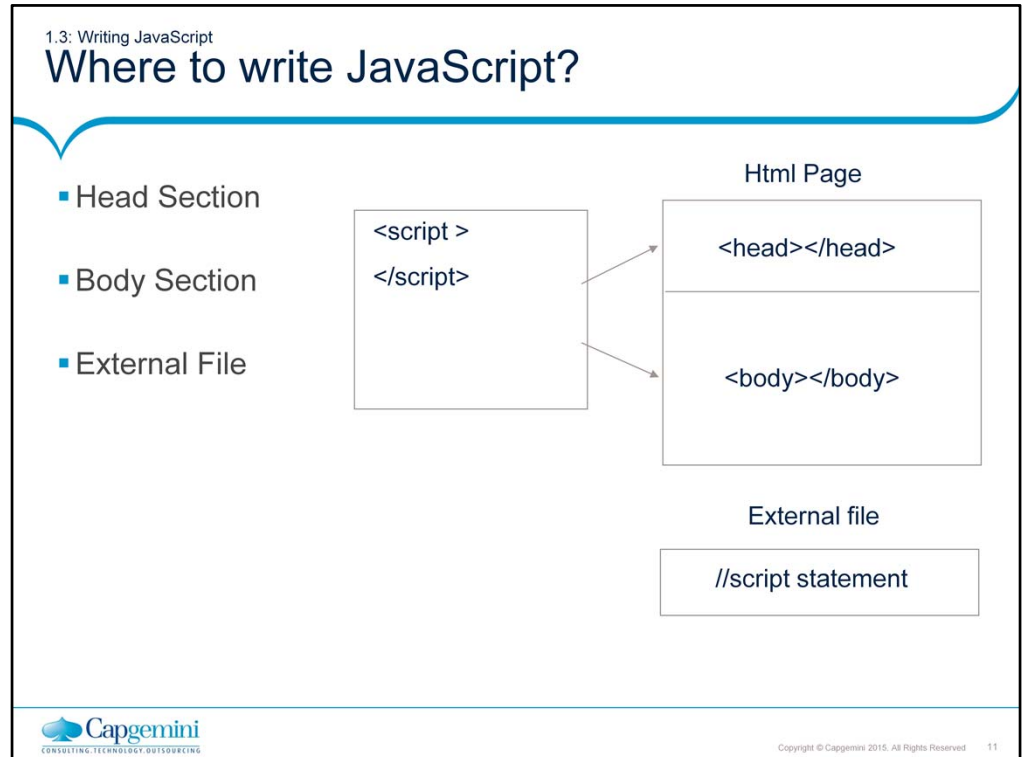 1.3: Writing JavaScript
Where to write JavaScript?
Head Section
Body Section
External File
<script >
</script>
Html Page
<head></head>
<body></body>
External file
//script statement
Capgemini
CONSULTING.TECHNOLOGY.OUTSOURCING
Copyright © Capgemini 2015. All Rights Reserved 11